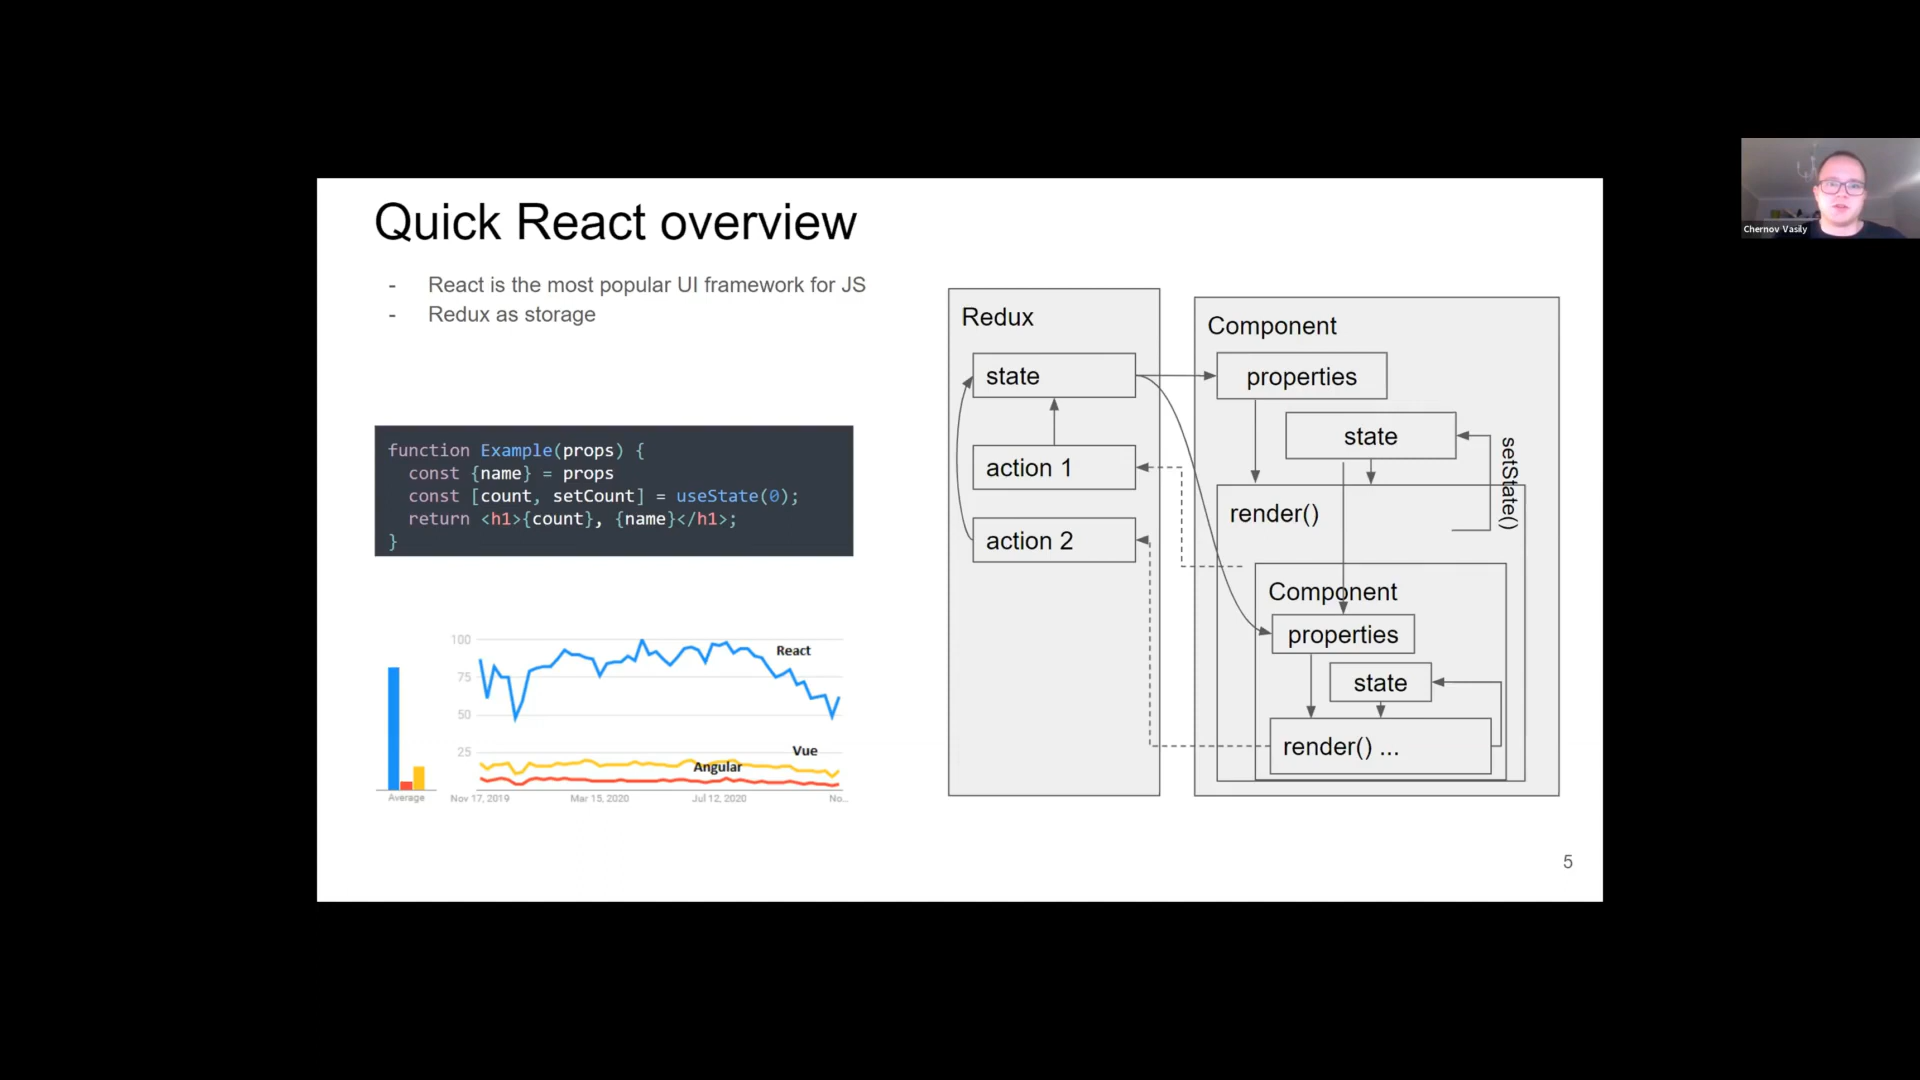 Quick React overview
- React is the most popular UI framework for JS
- Redux as storage
function Example(props) {
  const {name} = props
  const [count, setCount] = useState(0);
  return <h1>{count}, {name}</h1>;
}
100
75
50
25
React
Vue
Angular
Average
Nov 17, 2019
Mar 15, 2020
Jul 12, 2020
No...
Redux
state
action 1
action 2
Component
properties
state
setState()
render()
Component
properties
state
render() ...
5
Chernov Vasily